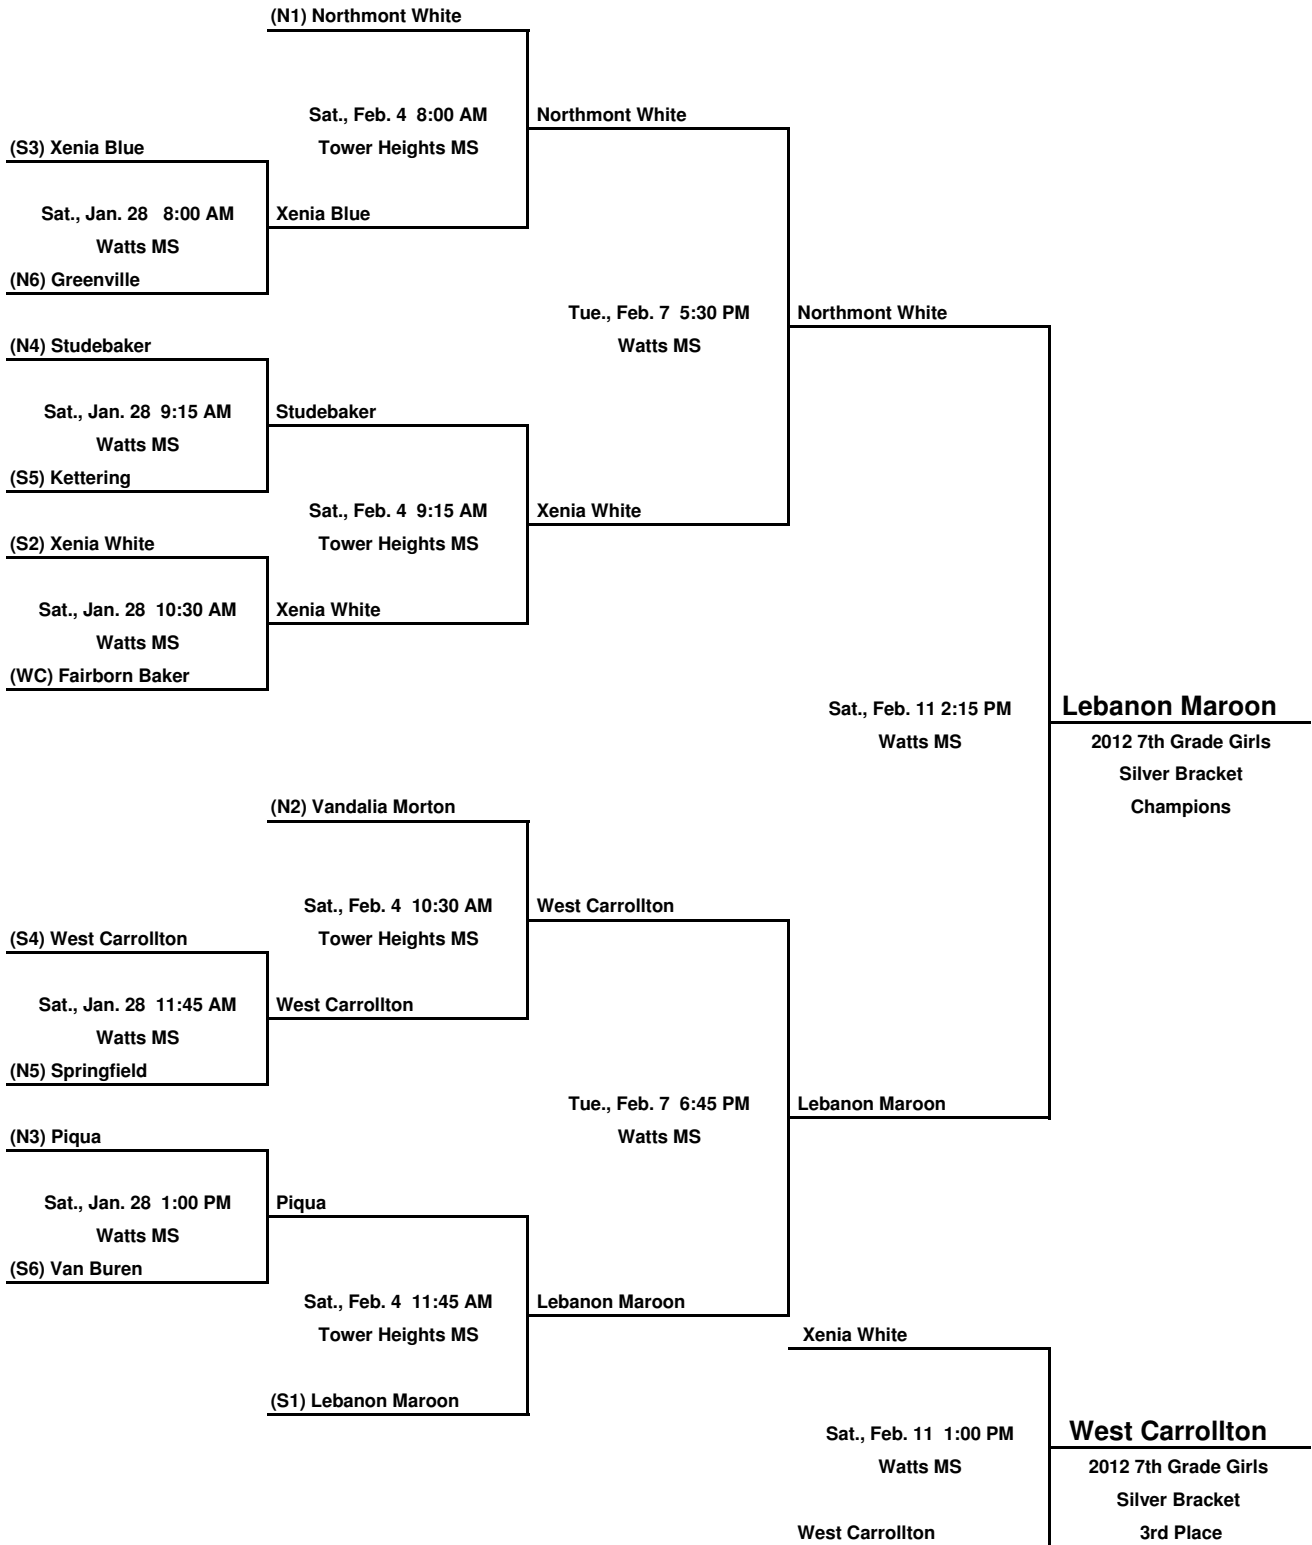 (N1) Northmont White
Sat., Feb. 4 8:00 AM
Northmont White
(S3) Xenia Blue
Tower Heights MS
Sat., Jan. 28 8:00 AM
Xenia Blue
Watts MS
(N6) Greenville
Tue., Feb. 7 5:30 PM
Northmont White
(N4) Studebaker
Watts MS
Sat., Jan. 28 9:15 AM
Studebaker
Watts MS
(S5) Kettering
Sat., Feb. 4 9:15 AM
Xenia White
(S2) Xenia White
Tower Heights MS
Sat., Jan. 28 10:30 AM
Xenia White
Watts MS
(WC) Fairborn Baker
Sat., Feb. 11 2:15 PM
Lebanon Maroon
Watts MS
2012 7th Grade Girls
Silver Bracket
(N2) Vandalia Morton
Champions
Sat., Feb. 4 10:30 AM
West Carrollton
(S4) West Carrollton
Tower Heights MS
Sat., Jan. 28 11:45 AM
West Carrollton
Watts MS
(N5) Springfield
Tue., Feb. 7 6:45 PM
Lebanon Maroon
(N3) Piqua
Watts MS
Sat., Jan. 28 1:00 PM
Piqua
Watts MS
(S6) Van Buren
Sat., Feb. 4 11:45 AM
Lebanon Maroon
Tower Heights MS
Xenia White
(S1) Lebanon Maroon
Sat., Feb. 11 1:00 PM
West Carrollton
Watts MS
2012 7th Grade Girls
Silver Bracket
West Carrollton
3rd Place